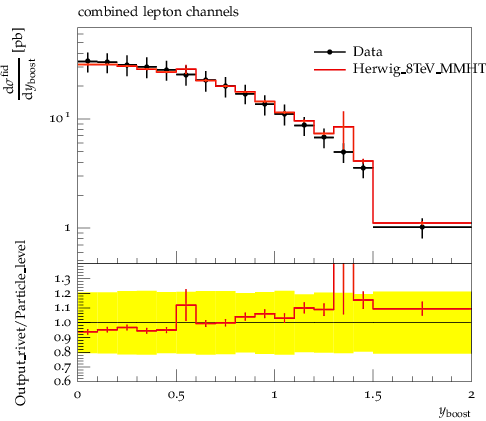 combined lepton channels
dσ^fid / dy_boost [pb]
Data
Herwig_8TeV_MMHT
10^1
1
Output_rivet/Particle_level
1.3
1.2
1.1
1.0
0.9
0.8
0.7
0.6
0 0.5 1 1.5 2
y_boost